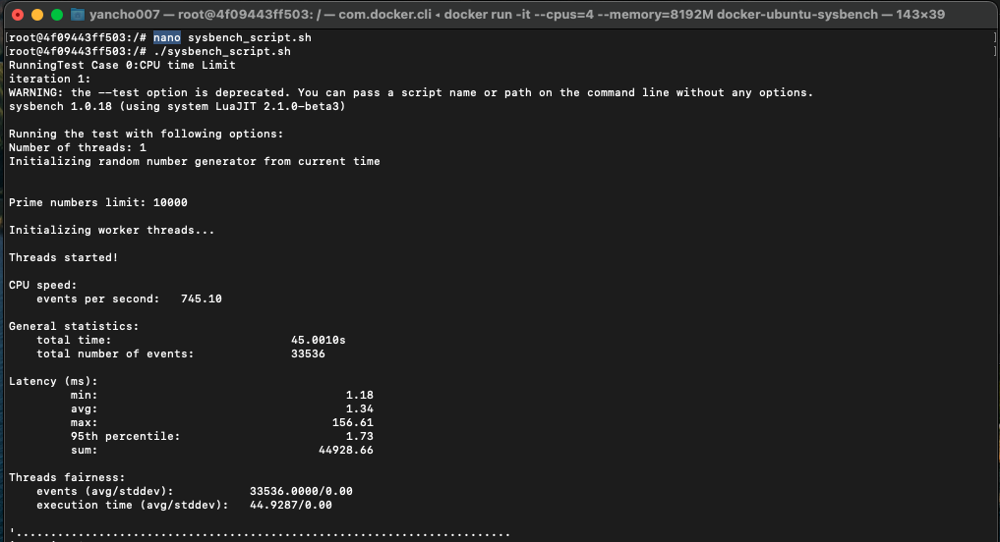 yancho007 — root@4f09443ff503: / — com.docker.cli ◂ docker run -it --cpus=4 --memory=8192M docker-ubuntu-sysbench — 143×39
[root@4f09443ff503:/# nano sysbench_script.sh ]
[root@4f09443ff503:/# ./sysbench_script.sh ]
RunningTest Case 0:CPU time Limit
iteration 1:
WARNING: the --test option is deprecated. You can pass a script name or path on the command line without any options.
sysbench 1.0.18 (using system LuaJIT 2.1.0-beta3)
Running the test with following options:
Number of threads: 1
Initializing random number generator from current time
Prime numbers limit: 10000
Initializing worker threads...
Threads started!
CPU speed:
events per second: 745.10
General statistics:
total time: 45.0010s
total number of events: 33536
Latency (ms):
min: 1.18
avg: 1.34
max: 156.61
95th percentile: 1.73
sum: 44928.66
Threads fairness:
events (avg/stddev): 33536.0000/0.00
execution time (avg/stddev): 44.9287/0.00
'........................................................................